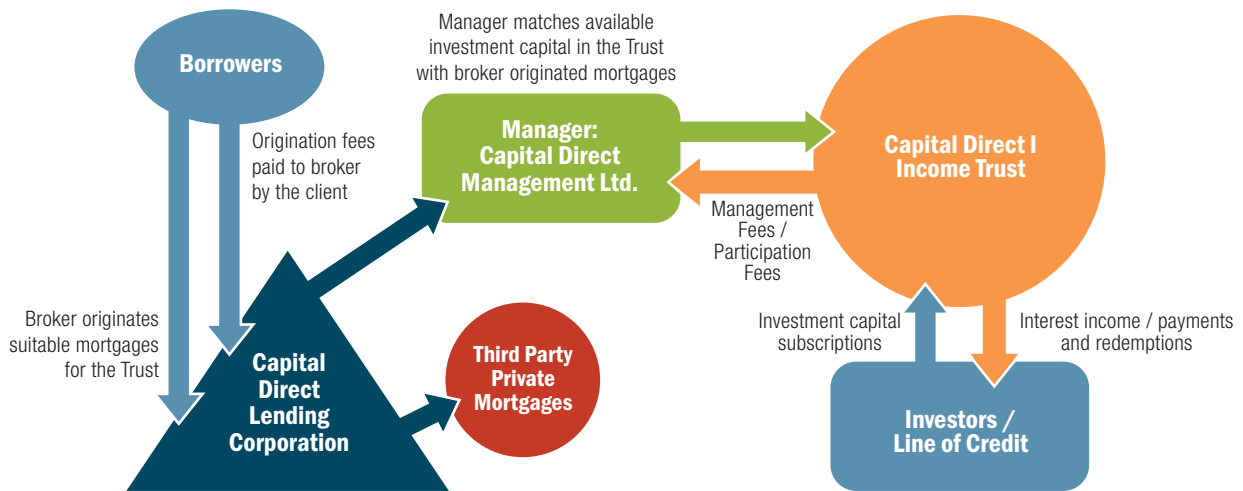 Borrowers
Manager matches available
investment capital in the Trust
with broker originated mortgages
Origination fees
paid to broker
by the client
Manager:
Capital Direct
Management Ltd.
Capital Direct I
Income Trust
Management
Fees /
Participation
Fees
Broker originates
suitable mortgages
for the Trust
Capital
Direct
Lending
Corporation
Third Party
Private
Mortgages
Investment capital
subscriptions
Interest income / payments
and redemptions
Investors /
Line of Credit